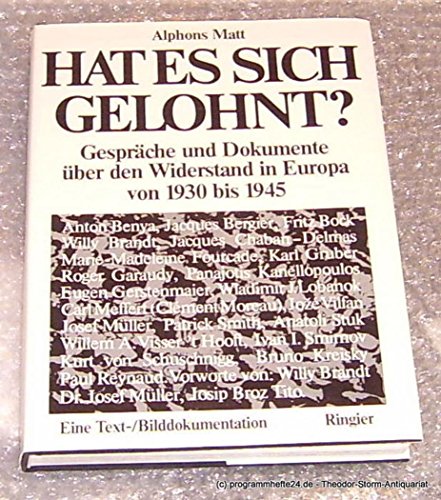 Alphons Matt
HAT ES SICH
GELOHNT?
Gespräche und Dokumente
über den Widerstand in Europa
von 1930 bis 1945
Anton Benya, Jacques Bergier, Fritz Bock
Willy Brandt, Jacques Chaban-Delmas
Marie-Madeleine Fourcade, Karl Gruber
Roger Garaudy, Panajotis Kanellopoulos
Eugen Gerstenmaier, Wladimir I. Lobanok
Carl Meffert (Clément Moreau), Joze Vilfan
Josef Müller, Patrick Smith, Anatoli Stuk
Willem A. Visser 't Hooft, Ivan I. Smirnov
Kurt von Schuschnigg, Bruno Kreisky
Paul Reynaud. Vorworte von: Willy Brandt
Dr. Josef Müller, Josip Broz Tito.
Eine Text-/Bilddokumentation Ringier
(c) programmhefte24.de - Theodor-Storm-Antiquariat